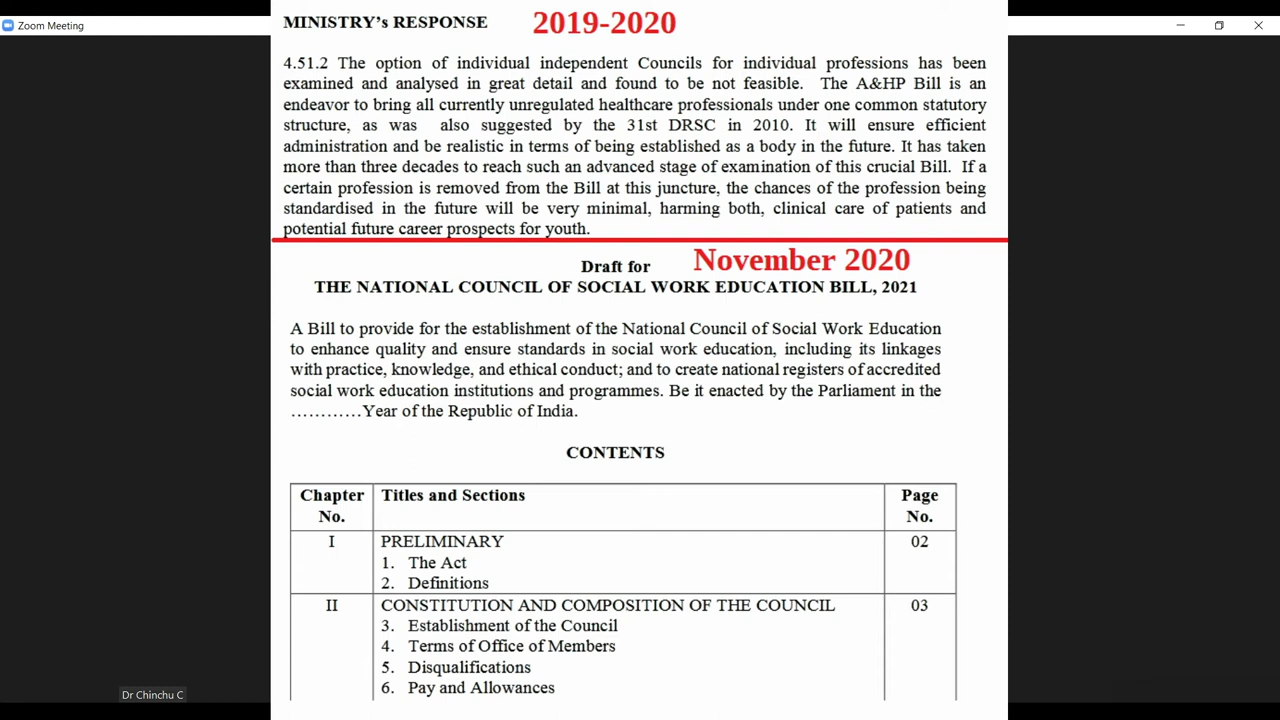 Zoom Meeting
MINISTRY's RESPONSE 2019-2020
4.51.2 The option of individual independent Councils for individual professions has been
examined and analysed in great detail and found to be not feasible. The A&HP Bill is an
endeavor to bring all currently unregulated healthcare professionals under one common statutory
structure, as was also suggested by the 31st DRSC in 2010. It will ensure efficient
administration and be realistic in terms of being established as a body in the future. It has taken
more than three decades to reach such an advanced stage of examination of this crucial Bill. If a
certain profession is removed from the Bill at this juncture, the chances of the profession being
standardised in the future will be very minimal, harming both, clinical care of patients and
potential future career prospects for youth.
Draft for November 2020
THE NATIONAL COUNCIL OF SOCIAL WORK EDUCATION BILL, 2021
A Bill to provide for the establishment of the National Council of Social Work Education
to enhance quality and ensure standards in social work education, including its linkages
with practice, knowledge, and ethical conduct; and to create national registers of accredited
social work education institutions and programmes. Be it enacted by the Parliament in the
…………Year of the Republic of India.
CONTENTS
Chapter No. Titles and Sections Page No.
I PRELIMINARY 02
1. The Act
2. Definitions
II CONSTITUTION AND COMPOSITION OF THE COUNCIL 03
3. Establishment of the Council
4. Terms of Office of Members
5. Disqualifications
6. Pay and Allowances
Dr Chinchu C